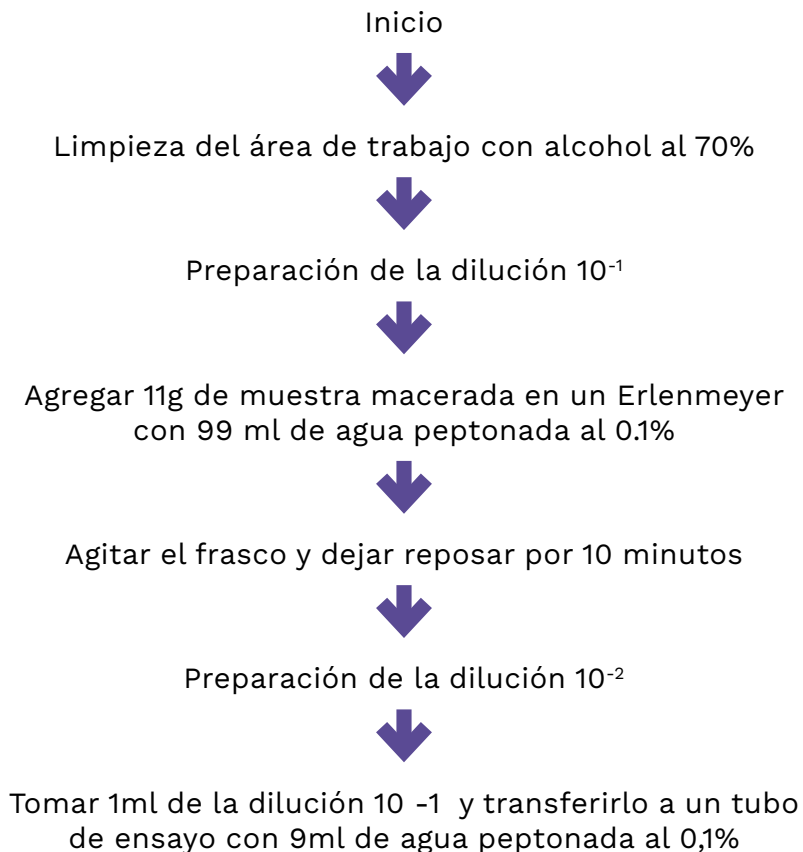 Inicio
Limpieza del área de trabajo con alcohol al 70%
Preparación de la dilución 10⁻¹
Agregar 11g de muestra macerada en un Erlenmeyer
con 99 ml de agua peptonada al 0.1%
Agitar el frasco y dejar reposar por 10 minutos
Preparación de la dilución 10⁻²
Tomar 1ml de la dilución 10 -1 y transferirlo a un tubo
de ensayo con 9ml de agua peptonada al 0,1%